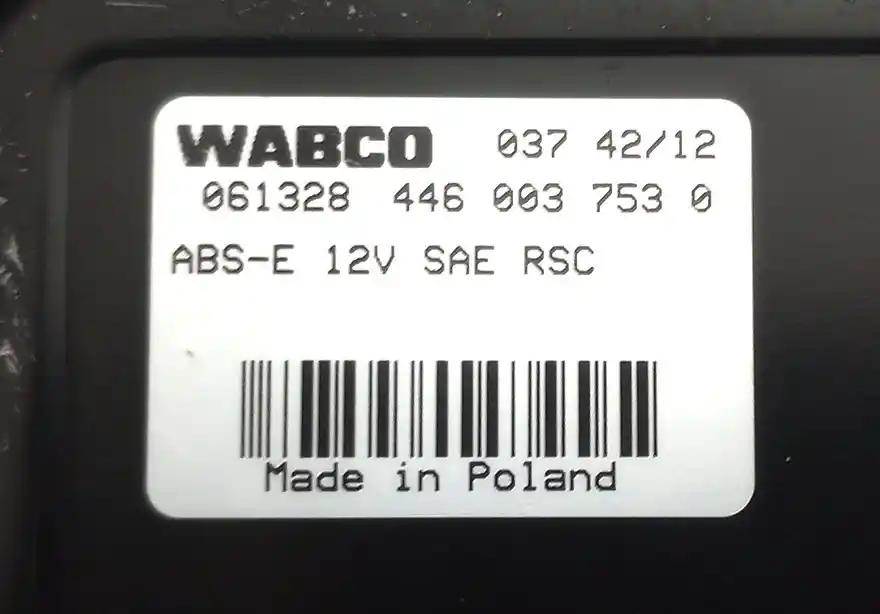 WABCO 037 42/12
061328 446 003 753 0
ABS-E 12V SAE RSC
Made in Poland